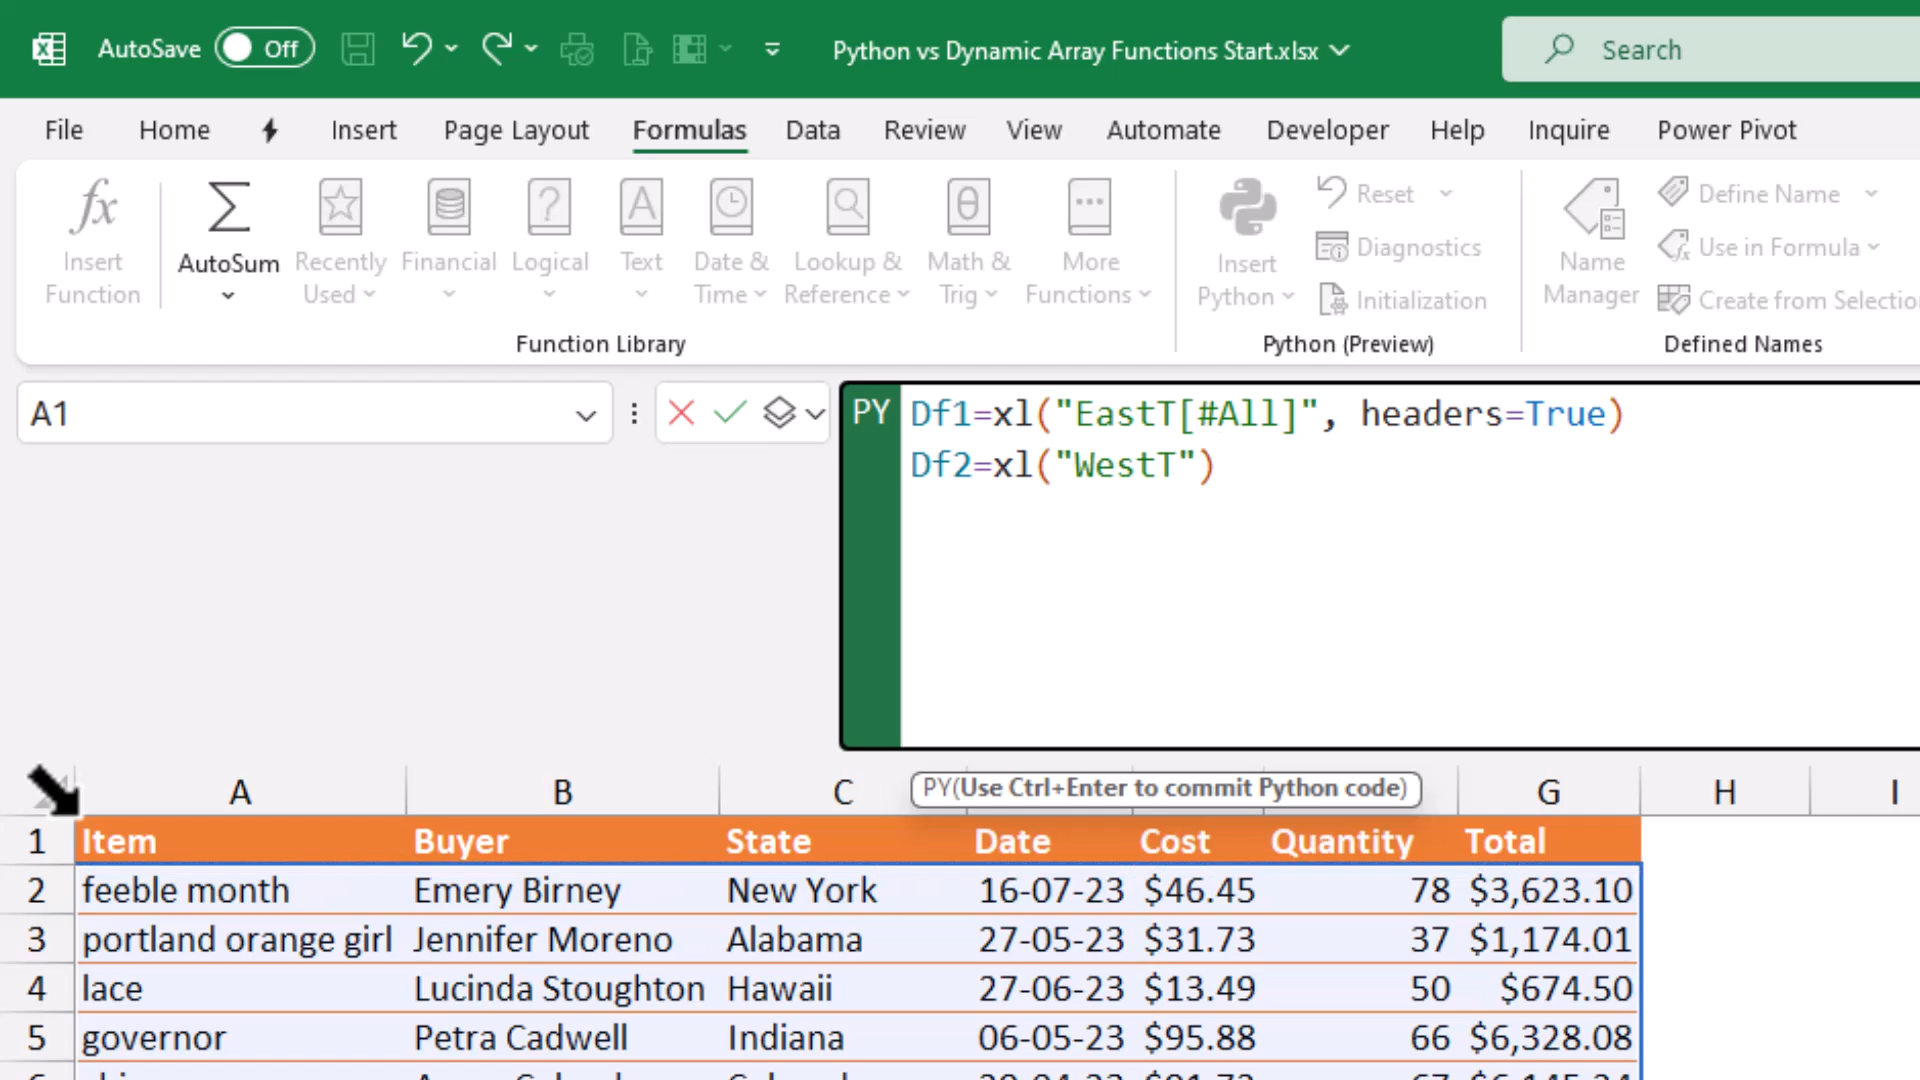 AutoSave Off Python vs Dynamic Array Functions Start.xlsx Search
File Home Insert Page Layout Formulas Data Review View Automate Developer Help Inquire Power Pivot
fx Insert Function
AutoSum
Recently Used
Financial
Logical
Text
Date & Time
Lookup & Reference
Math & Trig
More Functions
Function Library
Insert Python
Reset
Diagnostics
Initialization
Python (Preview)
Name Manager
Define Name
Use in Formula
Create from Selectio
Defined Names
A1
PY Df1=xl("EastT[#All]", headers=True)
Df2=xl("WestT")
PY(Use Ctrl+Enter to commit Python code)
A B C G H I
1 Item Buyer State Date Cost Quantity Total
2 feeble month Emery Birney New York 16-07-23 $46.45 78 $3,623.10
3 portland orange girl Jennifer Moreno Alabama 27-05-23 $31.73 37 $1,174.01
4 lace Lucinda Stoughton Hawaii 27-06-23 $13.49 50 $674.50
5 governor Petra Cadwell Indiana 06-05-23 $95.88 66 $6,328.08